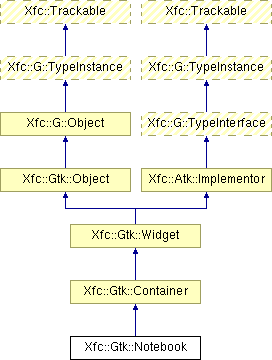 Xfc::Trackable Xfc::Trackable
Xfc::G::TypeInstance Xfc::G::TypeInstance
Xfc::G::Object Xfc::G::TypeInterface
Xfc::Gtk::Object Xfc::Atk::Implementor
Xfc::Gtk::Widget
Xfc::Gtk::Container
Xfc::Gtk::Notebook